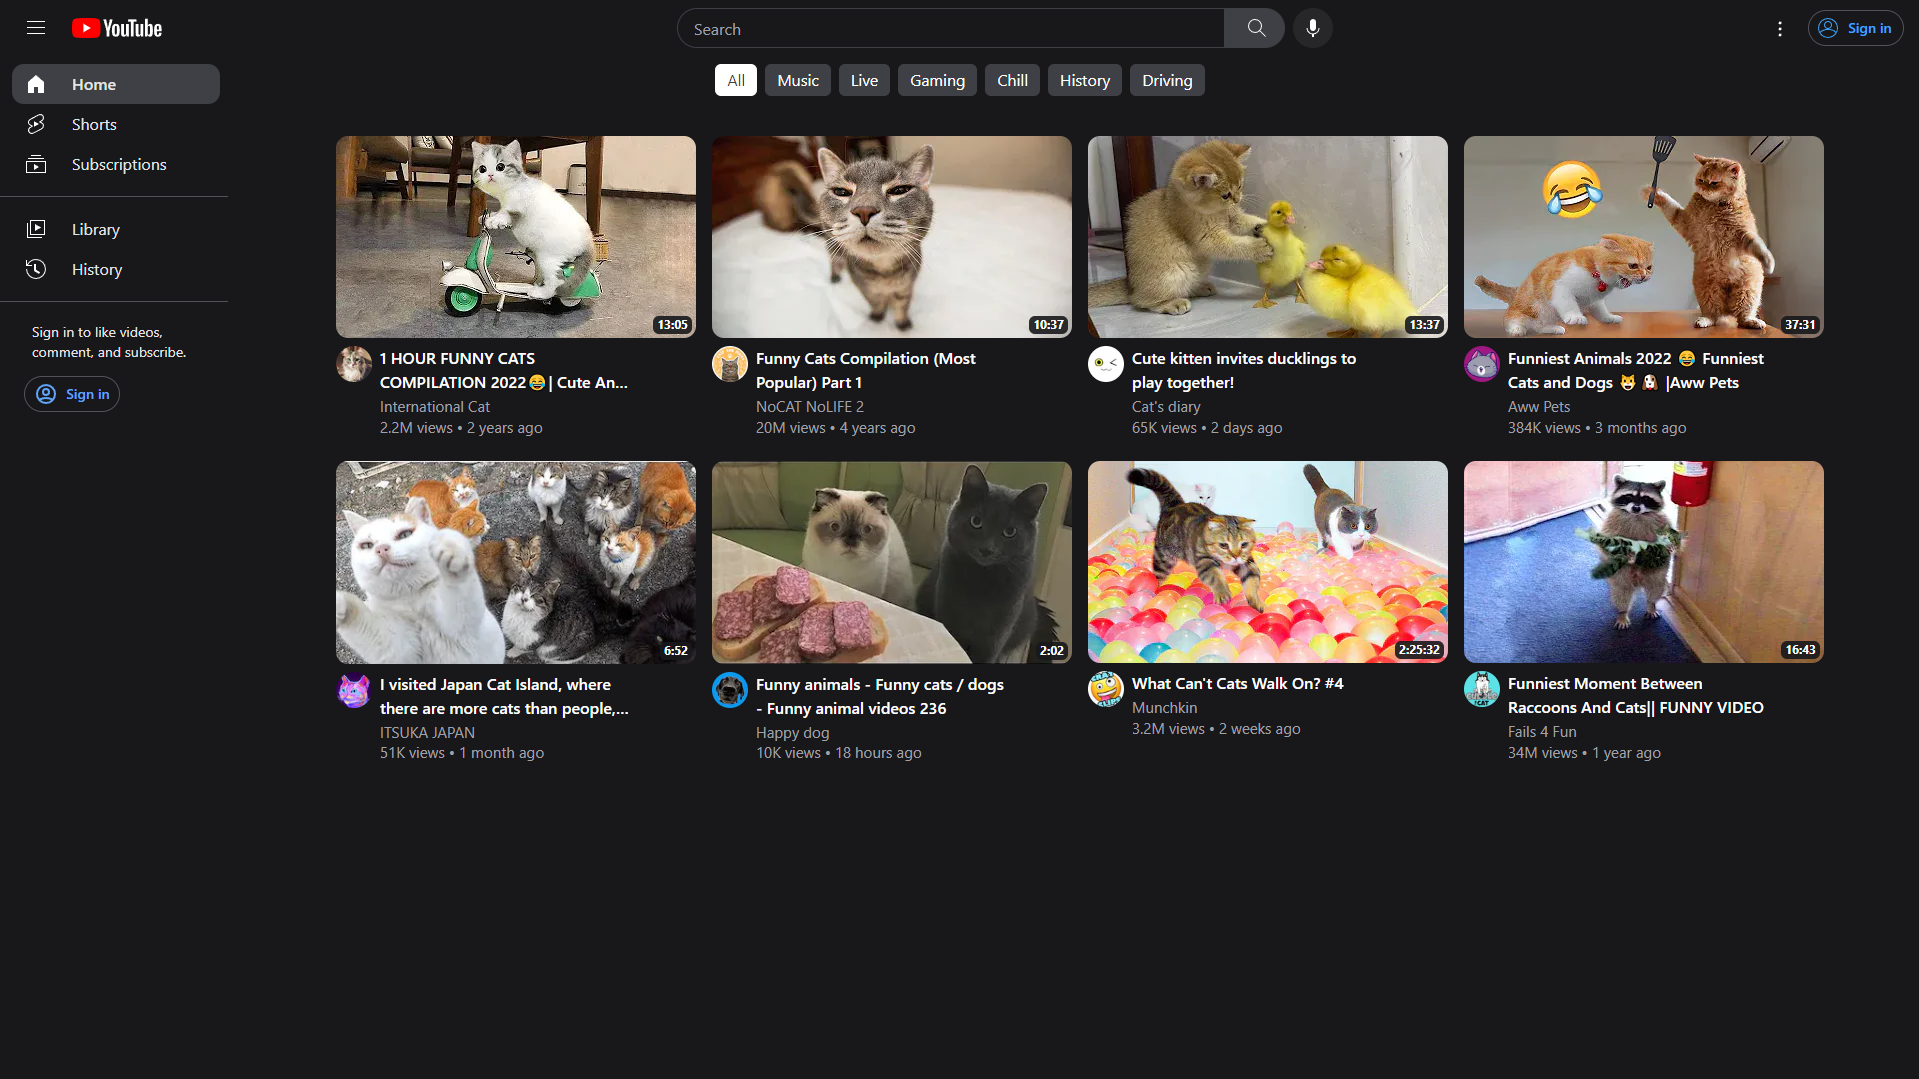 YouTube
Search
Sign in
Home
Shorts
Subscriptions
Library
History
Sign in to like videos,
comment, and subscribe.
Sign in
All Music Live Gaming Chill History Driving
13:05
1 HOUR FUNNY CATS
COMPILATION 2022😂| Cute An...
International Cat
2.2M views • 2 years ago
10:37
Funny Cats Compilation (Most
Popular) Part 1
NoCAT NoLIFE 2
20M views • 4 years ago
13:37
Cute kitten invites ducklings to
play together!
Cat's diary
65K views • 2 days ago
37:31
Funniest Animals 2022 😂 Funniest
Cats and Dogs 😺 🐶 |Aww Pets
Aww Pets
384K views • 3 months ago
6:52
I visited Japan Cat Island, where
there are more cats than people,...
ITSUKA JAPAN
51K views • 1 month ago
2:02
Funny animals - Funny cats / dogs
- Funny animal videos 236
Happy dog
10K views • 18 hours ago
2:25:32
What Can't Cats Walk On? #4
Munchkin
3.2M views • 2 weeks ago
16:43
Funniest Moment Between
Raccoons And Cats|| FUNNY VIDEO
Fails 4 Fun
34M views • 1 year ago